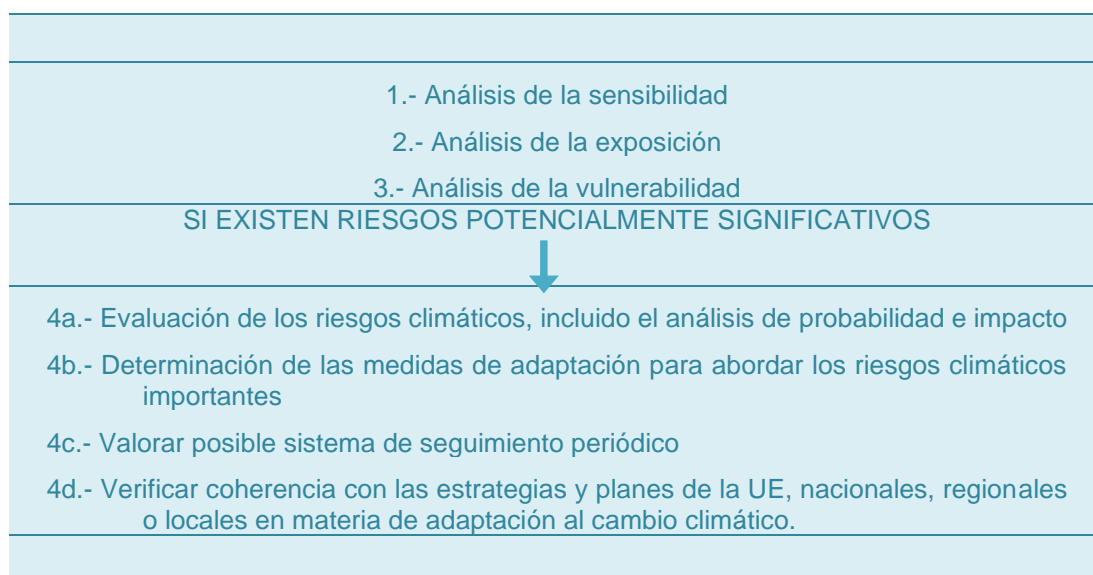 1.- Análisis de la sensibilidad
2.- Análisis de la exposición
3.- Análisis de la vulnerabilidad
SI EXISTEN RIESGOS POTENCIALMENTE SIGNIFICATIVOS
4a.- Evaluación de los riesgos climáticos, incluido el análisis de probabilidad e impacto
4b.- Determinación de las medidas de adaptación para abordar los riesgos climáticos
importantes
4c.- Valorar posible sistema de seguimiento periódico
4d.- Verificar coherencia con las estrategias y planes de la UE, nacionales, regionales
o locales en materia de adaptación al cambio climático.